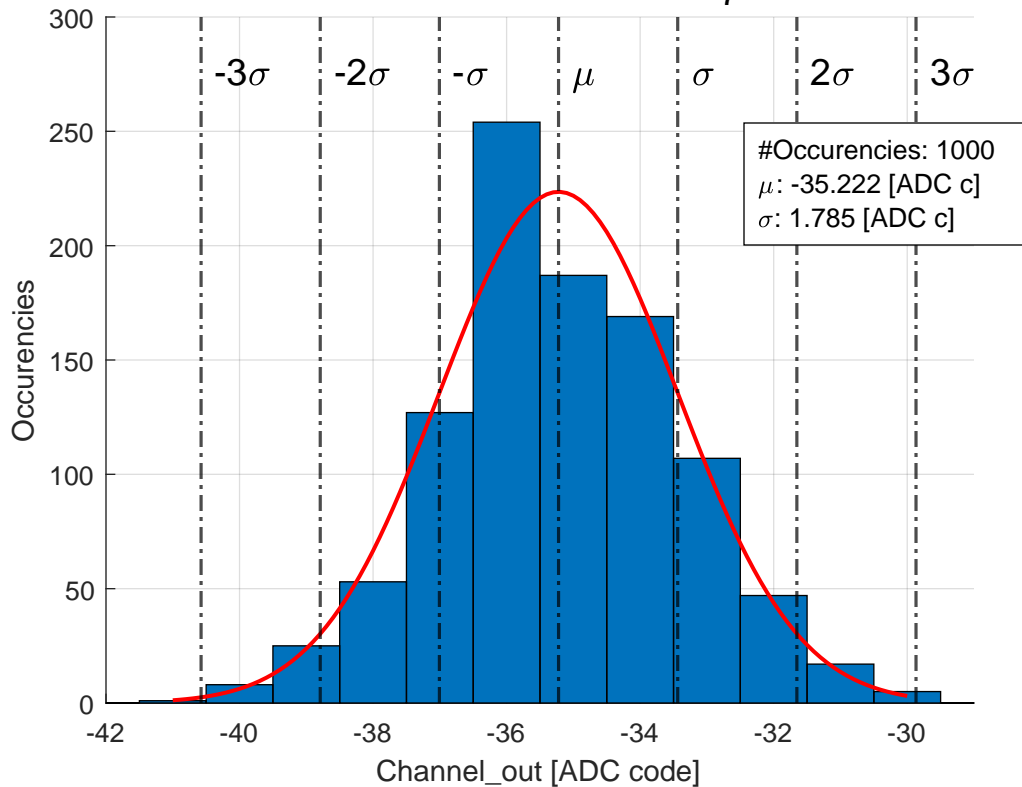 300
250
200
150
100
50
0
-3σ
-2σ
-σ
μ
σ
2σ
3σ
#Occurencies: 1000
μ: -35.222 [ADC c]
σ: 1.785 [ADC c]
Occurencies
-42
-40
-38
-36
-34
-32
-30
Channel_out [ADC code]